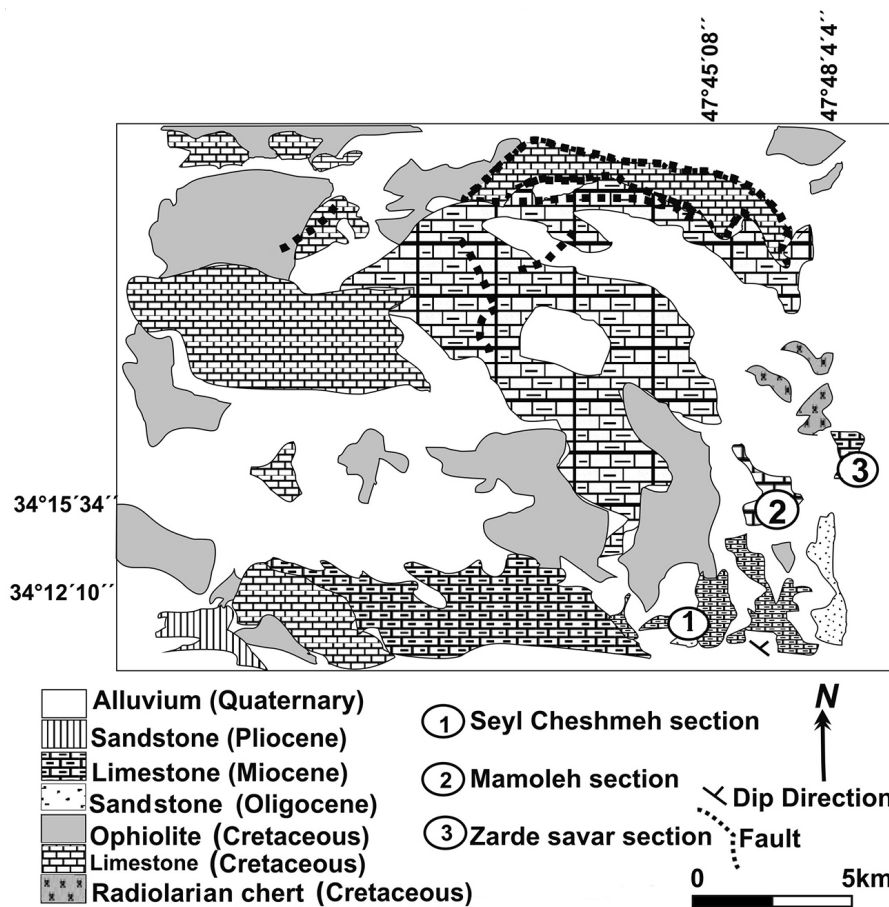 47°45´08´´
47°48´4 4´´
34°15´34´´
34°12´10´´
3
2
1
Alluvium (Quaternary)
Sandstone (Pliocene)
Limestone (Miocene)
Sandstone (Oligocene)
Ophiolite (Cretaceous)
Limestone (Cretaceous)
Radiolarian chert (Cretaceous)
1 Seyl Cheshmeh section
2 Mamoleh section
3 Zarde savar section
N
Dip Direction
Fault
0 5km